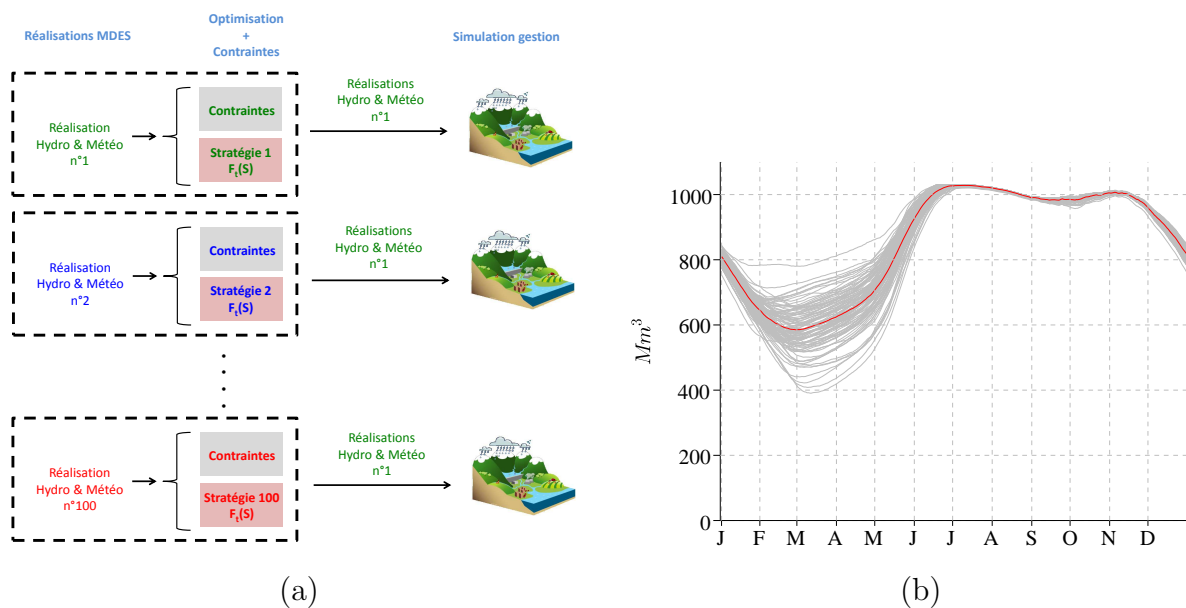 Réalisations MDES
Optimisation
+
Contraintes
Simulation gestion
Réalisation
Hydro & Météo
n°1
Contraintes
Stratégie 1
Ft(S)
Réalisations
Hydro & Météo
n°1
Réalisation
Hydro & Météo
n°2
Contraintes
Stratégie 2
Ft(S)
Réalisations
Hydro & Météo
n°1
Réalisation
Hydro & Météo
n°100
Contraintes
Stratégie 100
Ft(S)
Réalisations
Hydro & Météo
n°1
(a)
Mm³
1000
800
600
400
200
0
J F M A M J J A S O N D
(b)